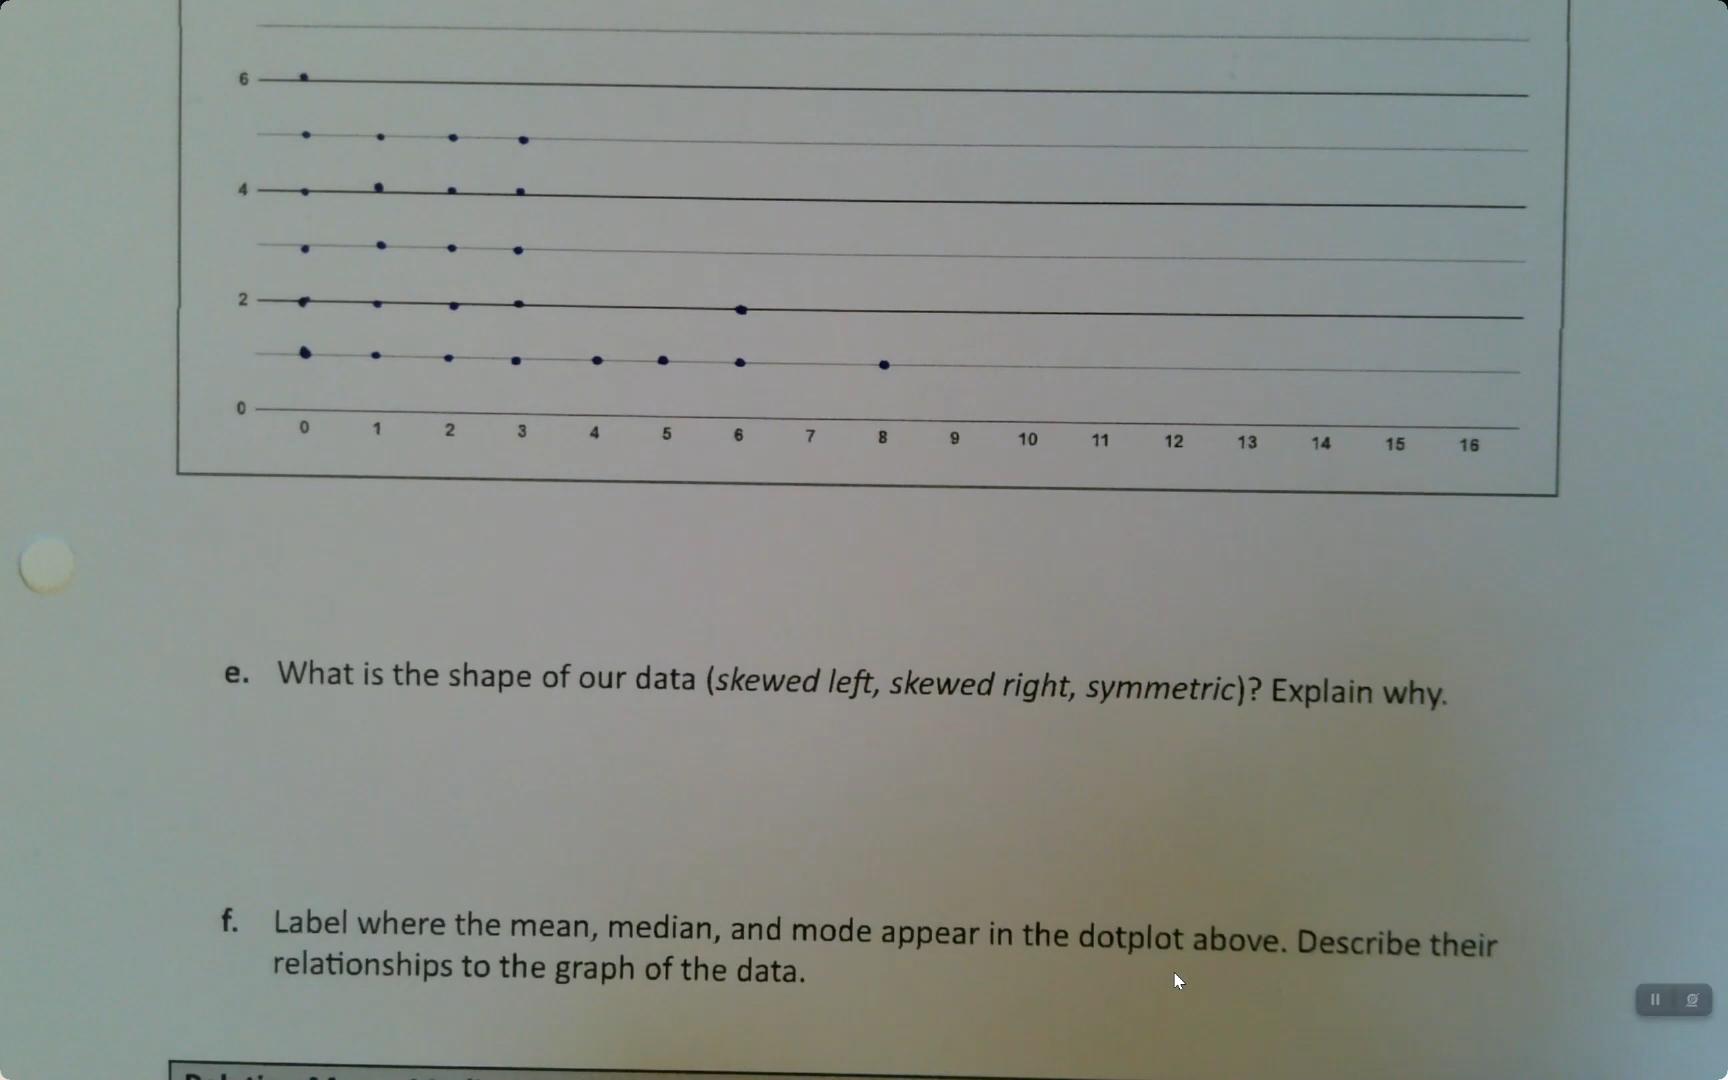 6
4
2
0
0 1 2 3 4 5 6 7 8 9 10 11 12 13 14 15 16
e. What is the shape of our data (skewed left, skewed right, symmetric)? Explain why.
f. Label where the mean, median, and mode appear in the dotplot above. Describe their
relationships to the graph of the data.